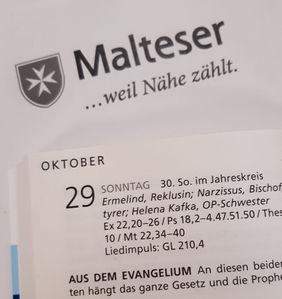 Malteser
...weil Nähe zählt.
OKTOBER
29 SONNTAG 30. So. im Jahreskreis
Ermelind, Reklusin; Narzissus, Bischof
tyrer; Helena Kafka, OP-Schwester
Ex 22,20–26 / Ps 18,2–4.47.51.50 / Thes
10 / Mt 22,34–40
Liedimpuls: GL 210,4
AUS DEM EVANGELIUM An diesen beiden
ten hängt das ganze Gesetz und die Prophe